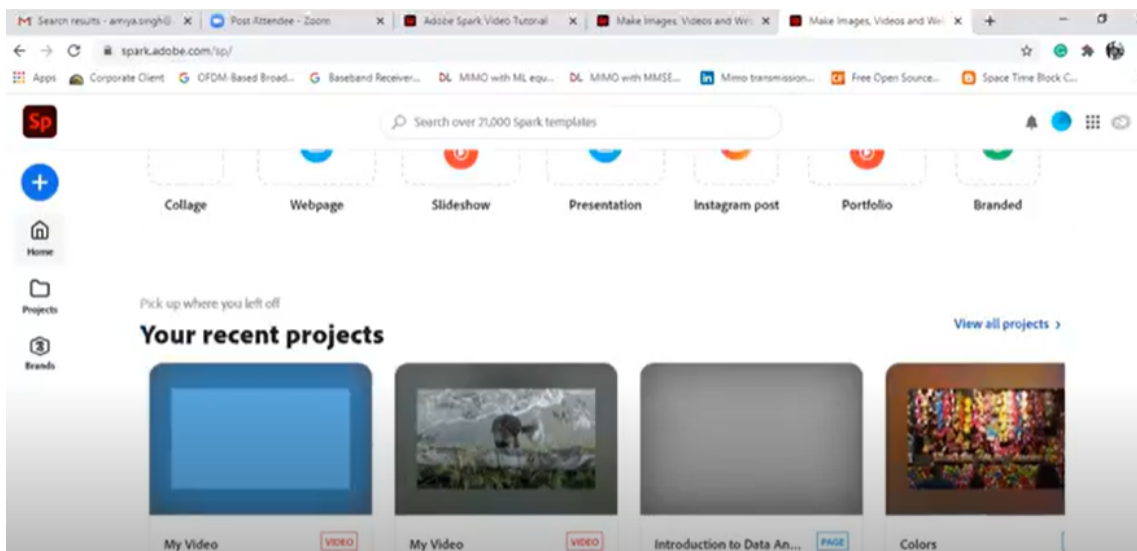 Search results - amiya.singh@ Post Attendee - Zoom Adobe Spark Video Tutorial Make Images, Videos and We Make Images, Videos and We
spark.adobe.com/sp/
Apps Corporate Client OFDM-Based Broad... Baseband Receiver... MIMO with ML equ... MIMO with MMSE... Mimo transmission... Free Open Source... Space Time Block C...
Sp Search over 21,000 Spark templates
Collage Webpage Slideshow Presentation Instagram post Portfolio Branded
Home
Projects
Brands
Pick up where you left off
Your recent projects View all projects >
My Video VIDEO My Video VIDEO Introduction to Data An... PAGE Colors